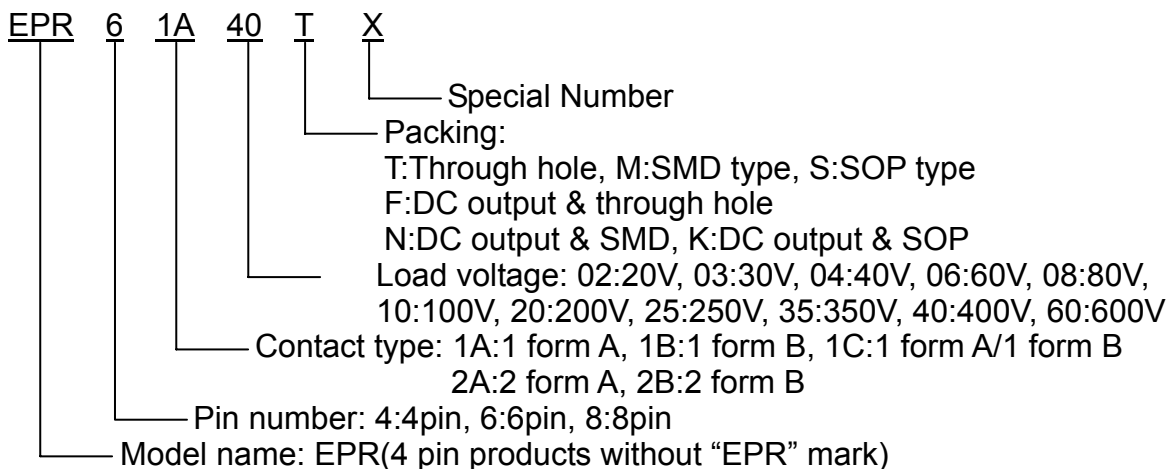 EPR 6 1A 40 T X
Special Number
Packing:
T:Through hole, M:SMD type, S:SOP type
F:DC output & through hole
N:DC output & SMD, K:DC output & SOP
Load voltage: 02:20V, 03:30V, 04:40V, 06:60V, 08:80V,
10:100V, 20:200V, 25:250V, 35:350V, 40:400V, 60:600V
Contact type: 1A:1 form A, 1B:1 form B, 1C:1 form A/1 form B
2A:2 form A, 2B:2 form B
Pin number: 4:4pin, 6:6pin, 8:8pin
Model name: EPR(4 pin products without “EPR” mark)